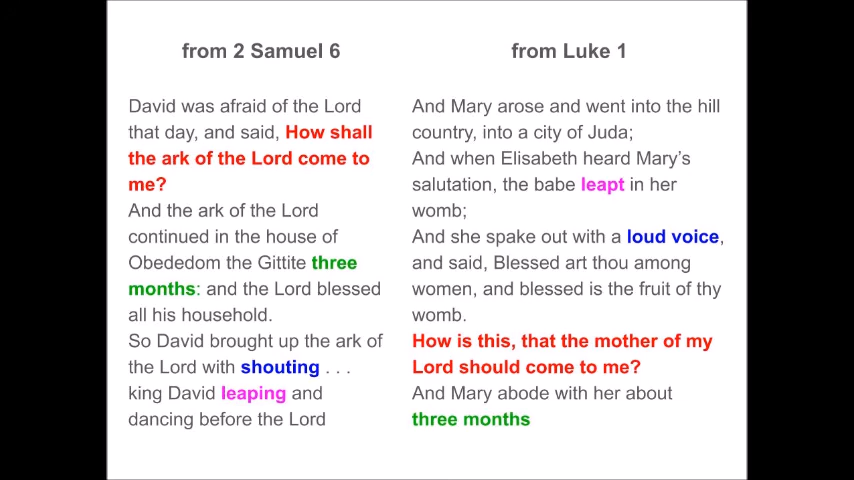 from 2 Samuel 6
David was afraid of the Lord
that day, and said, How shall
the ark of the Lord come to
me?
And the ark of the Lord
continued in the house of
Obededom the Gittite three
months: and the Lord blessed
all his household.
So David brought up the ark of
the Lord with shouting . . .
king David leaping and
dancing before the Lord
from Luke 1
And Mary arose and went into the hill
country, into a city of Juda;
And when Elisabeth heard Mary’s
salutation, the babe leapt in her
womb;
And she spake out with a loud voice,
and said, Blessed art thou among
women, and blessed is the fruit of thy
womb.
How is this, that the mother of my
Lord should come to me?
And Mary abode with her about
three months